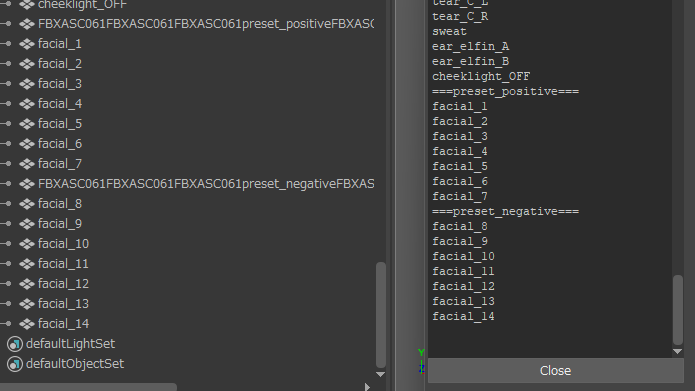 cheeklight_OFF
FBXASC061FBXASC061FBXASC061preset_positiveFBXASC
facial_1
facial_2
facial_3
facial_4
facial_5
facial_6
facial_7
FBXASC061FBXASC061FBXASC061preset_negativeFBXAS
facial_8
facial_9
facial_10
facial_11
facial_12
facial_13
facial_14
defaultLightSet
defaultObjectSet
tear_C_L
tear_C_R
sweat
ear_elfin_A
ear_elfin_B
cheeklight_OFF
===preset_positive===
facial_1
facial_2
facial_3
facial_4
facial_5
facial_6
facial_7
===preset_negative===
facial_8
facial_9
facial_10
facial_11
facial_12
facial_13
facial_14
Y
Z
Close